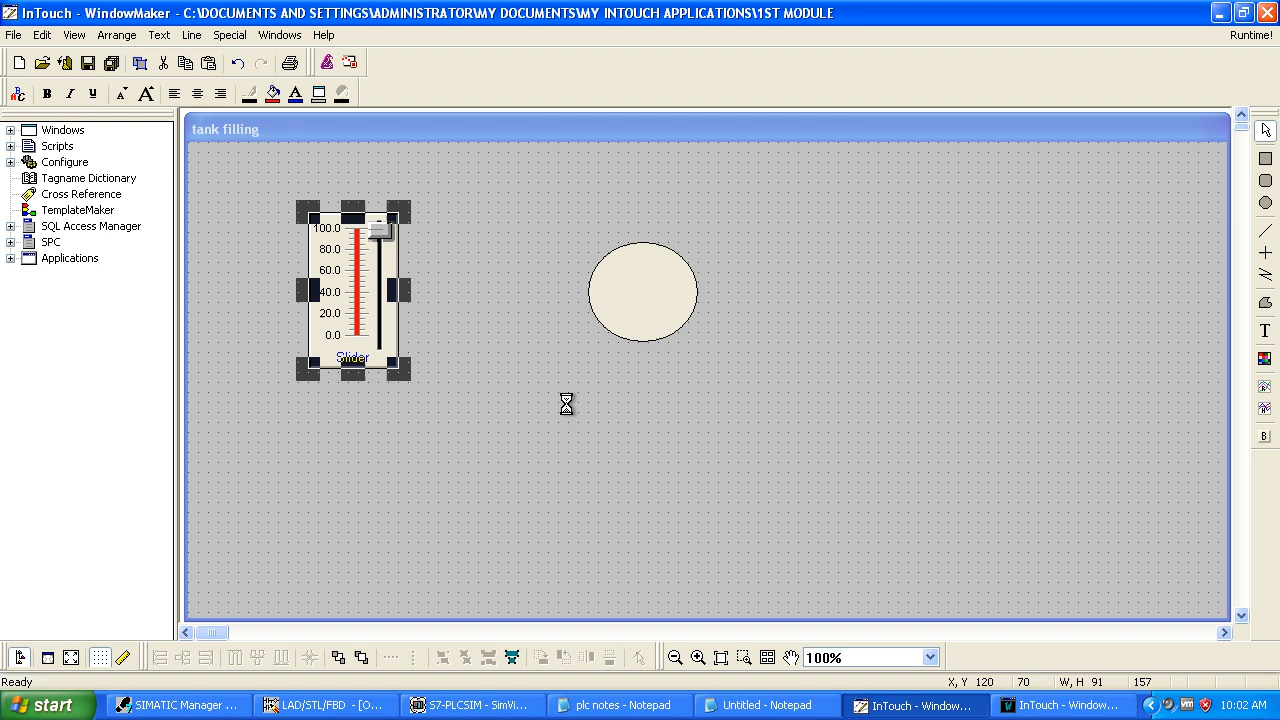 InTouch - WindowMaker - C:\DOCUMENTS AND SETTINGS\ADMINISTRATOR\MY DOCUMENTS\MY INTOUCH APPLICATIONS\1ST MODULE
File Edit View Arrange Text Line Special Windows Help Runtime!
B I U A A A
Windows
Scripts
Configure
Tagname Dictionary
Cross Reference
TemplateMaker
SQL Access Manager
SPC
Applications
tank filling
100.0
80.0
60.0
40.0
20.0
0.0
Slider
T
B
100%
Ready X, Y 120 70 W, H 91 157
start SIMATIC Manager ... LAD/STL/FBD - [O... S7-PLCSIM - SimVi... plc notes - Notepad Untitled - Notepad InTouch - Window... InTouch - Window... 10:02 AM